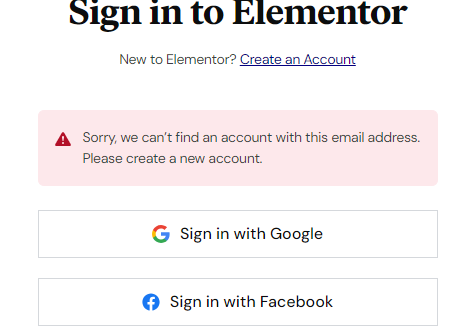 Sign in to Elementor
New to Elementor? Create an Account
Sorry, we can't find an account with this email address.
Please create a new account.
Sign in with Google
Sign in with Facebook